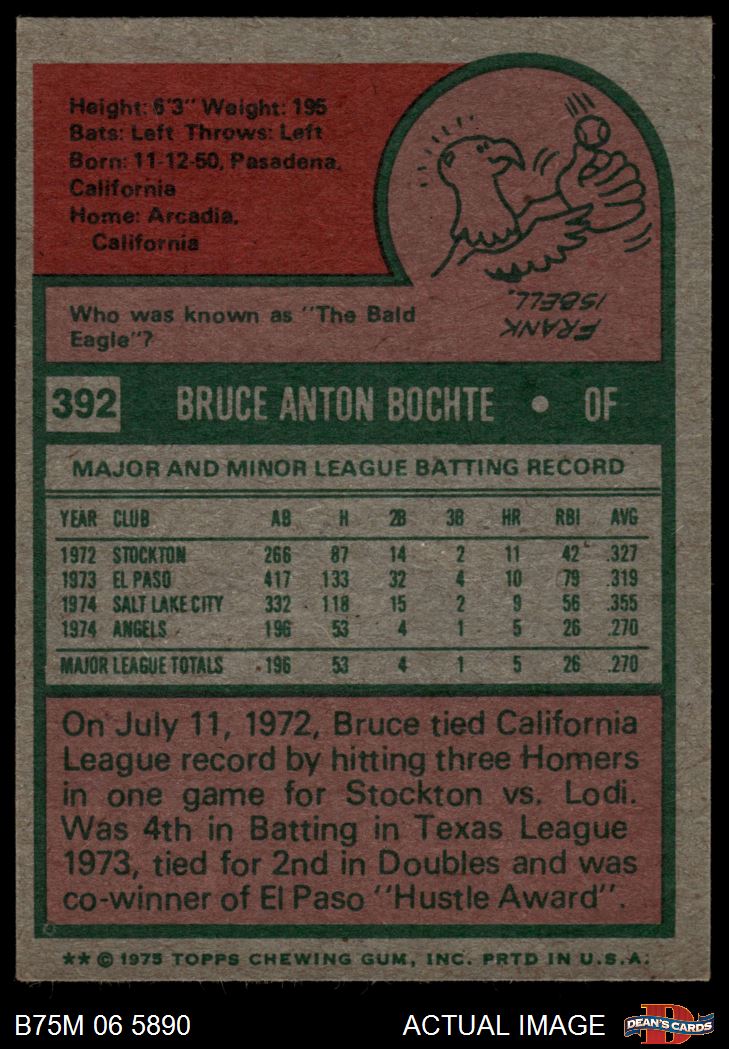 Height: 6'3" Weight: 195
Bats: Left Throws: Left
Born: 11-12-50, Pasadena,
California
Home: Arcadia,
California
Who was known as "The Bald
Eagle"?
FRANK
ISBELL.
392 BRUCE ANTON BOCHTE • OF
MAJOR AND MINOR LEAGUE BATTING RECORD
YEAR CLUB AB H 2B 3B HR RBI AVG
1972 STOCKTON 266 87 14 2 11 42 .327
1973 EL PASO 417 133 32 4 10 79 .319
1974 SALT LAKE CITY 332 118 15 2 9 56 .355
1974 ANGELS 196 53 4 1 5 26 .270
MAJOR LEAGUE TOTALS 196 53 4 1 5 26 .270
On July 11, 1972, Bruce tied California
League record by hitting three Homers
in one game for Stockton vs. Lodi.
Was 4th in Batting in Texas League
1973, tied for 2nd in Doubles and was
co-winner of El Paso "Hustle Award".
** © 1975 TOPPS CHEWING GUM, INC. PRTD IN U.S.A.
B75M 06 5890 ACTUAL IMAGE
DEAN'S CARDS